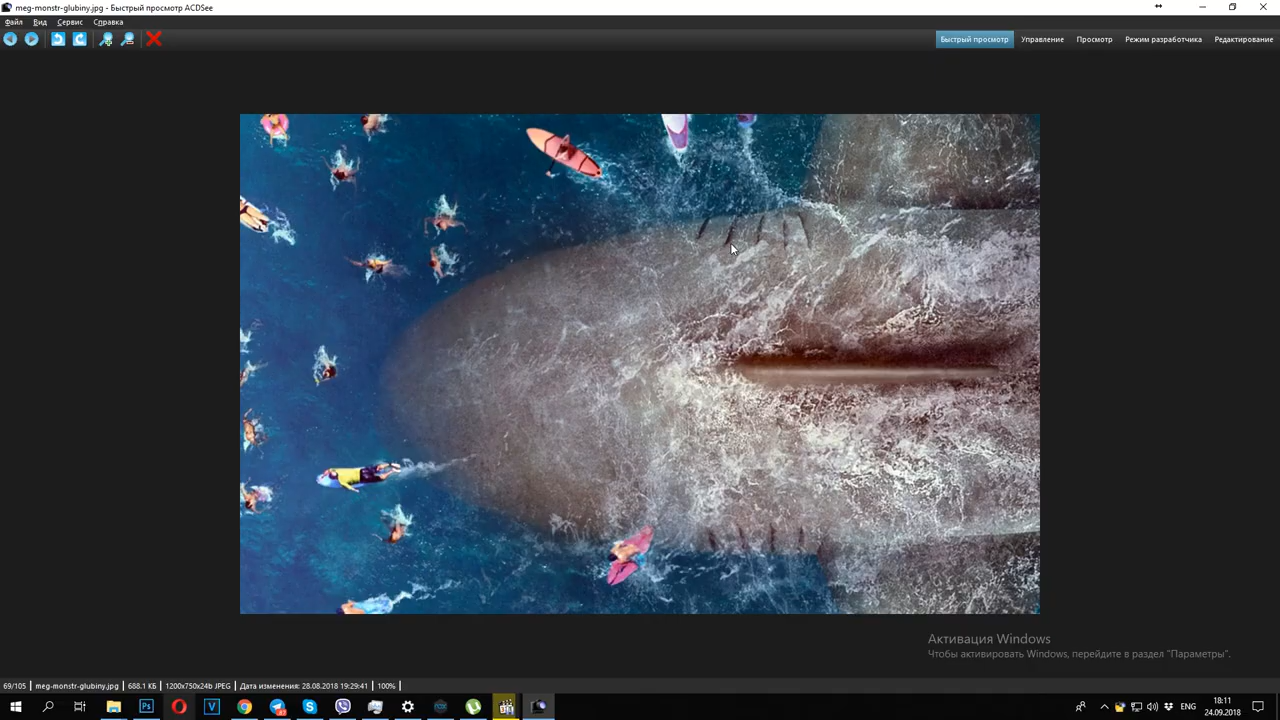 meg-monstr-glubiny.jpg - Быстрый просмотр ACDSee
Файл Вид Сервис Справка
Быстрый просмотр Управление Просмотр Режим разработчика Редактирование
Активация Windows
Чтобы активировать Windows, перейдите в раздел "Параметры".
69/105 meg-monstr-glubiny.jpg 688.1 КБ 1200x750x24b JPEG Дата изменения: 28.08.2018 19:29:41 100%
ENG
18:11
24.09.2018